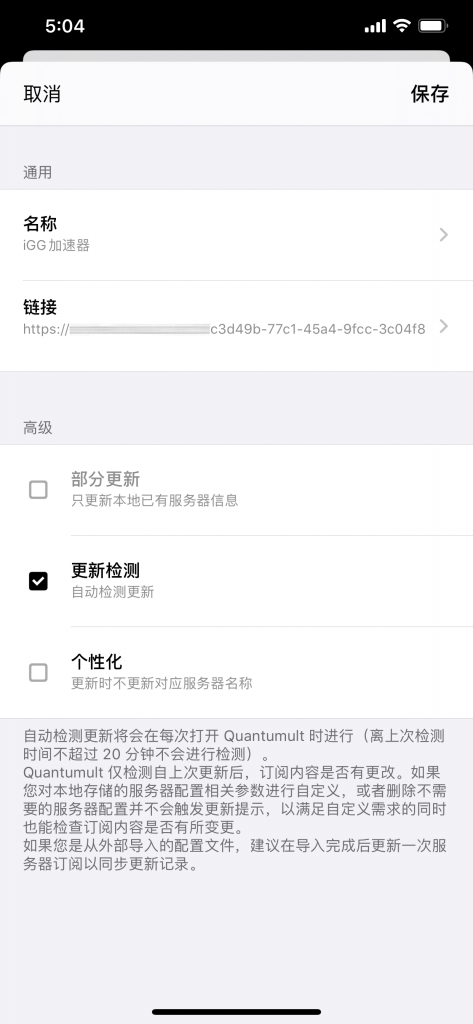 5:04
取消
保存
通用
名称
iGG加速器
链接
https://
c3d49b-77c1-45a4-9fcc-3c04f8
高级
部分更新
只更新本地已有服务器信息
更新检测
自动检测更新
个性化
更新时不更新对应服务器名称
自动检测更新将会在每次打开 Quantumult 时进行（离上次检测
时间不超过 20 分钟不会进行检测）。
Quantumult 仅检测自上次更新后，订阅内容是否有更改。如果
您对本地存储的服务器配置相关参数进行自定义，或者删除不需
要的服务器配置并不会触发更新提示，以满足自定义需求的同时
也能检查订阅内容是否有所变更。
如果您是从外部导入的配置文件，建议在导入完成后更新一次服
务器订阅以同步更新记录。